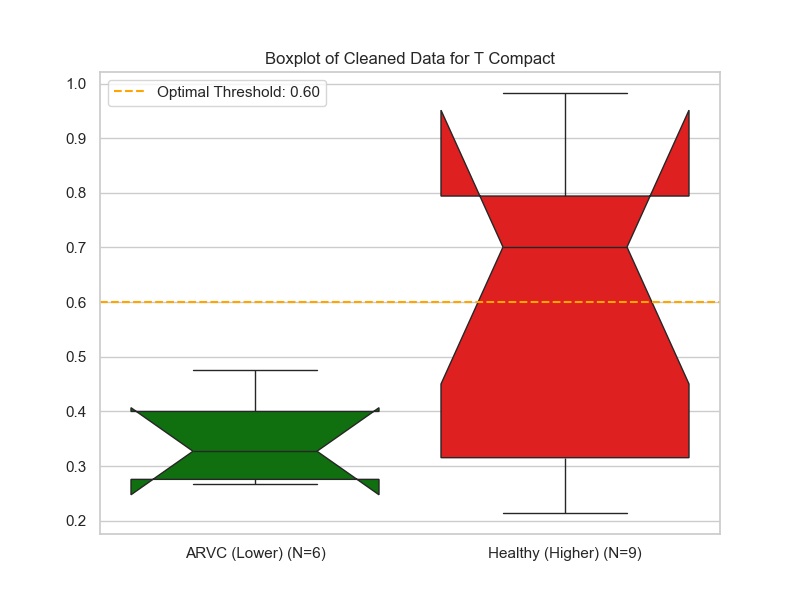 Boxplot of Cleaned Data for T Compact
Optimal Threshold: 0.60
1.0
0.9
0.8
0.7
0.6
0.5
0.4
0.3
0.2
ARVC (Lower) (N=6)
Healthy (Higher) (N=9)